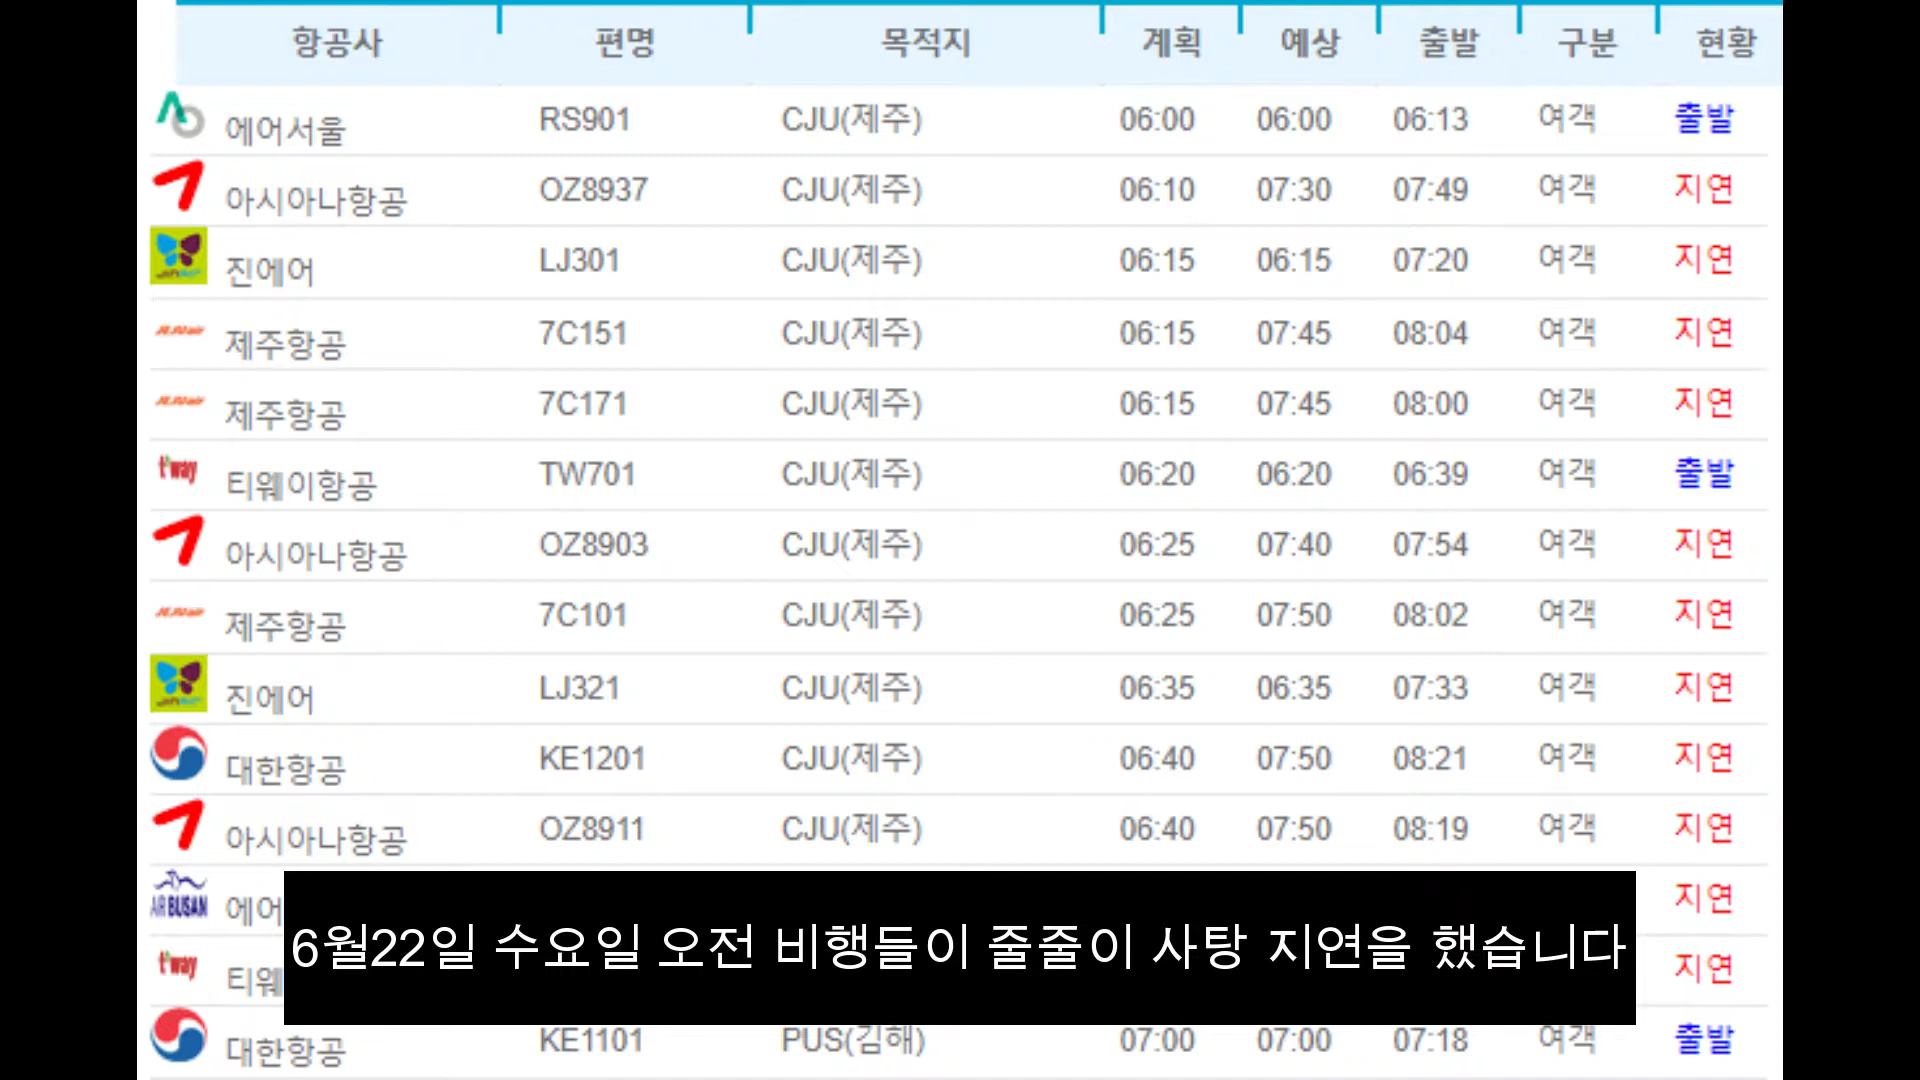 항공사 편명 목적지 계획 예상 출발 구분 현황
에어서울 RS901 CJU(제주) 06:00 06:00 06:13 여객 출발
아시아나항공 OZ8937 CJU(제주) 06:10 07:30 07:49 여객 지연
진에어 LJ301 CJU(제주) 06:15 06:15 07:20 여객 지연
JEJUair 제주항공 7C151 CJU(제주) 06:15 07:45 08:04 여객 지연
JEJUair 제주항공 7C171 CJU(제주) 06:15 07:45 08:00 여객 지연
t'way 티웨이항공 TW701 CJU(제주) 06:20 06:20 06:39 여객 출발
아시아나항공 OZ8903 CJU(제주) 06:25 07:40 07:54 여객 지연
JEJUair 제주항공 7C101 CJU(제주) 06:25 07:50 08:02 여객 지연
진에어 LJ321 CJU(제주) 06:35 06:35 07:33 여객 지연
대한항공 KE1201 CJU(제주) 06:40 07:50 08:21 여객 지연
아시아나항공 OZ8911 CJU(제주) 06:40 07:50 08:19 여객 지연
AIR BUSAN 에어 지연
6월22일 수요일 오전 비행들이 줄줄이 사탕 지연을 했습니다
t'way 티웨 지연
대한항공 KE1101 PUS(김해) 07:00 07:00 07:18 여객 출발